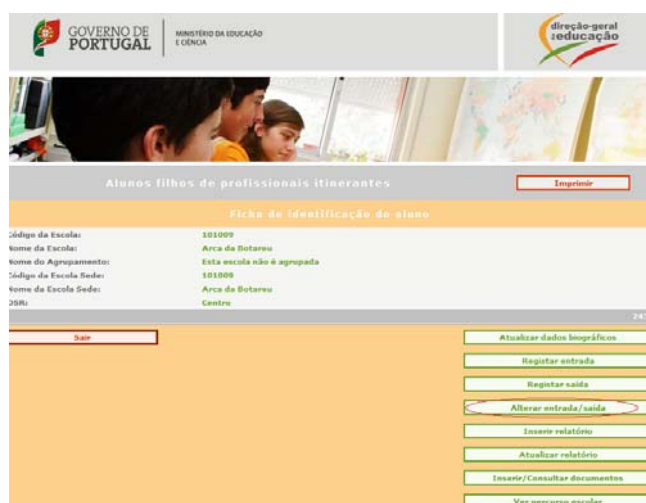 GOVERNO DE
PORTUGAL
MINISTÉRIO DA EDUCAÇÃO
E CIÊNCIA
direção-geral
educação
Alunos filhos de profissionais itinerantes
Imprimir
Ficha de identificação do aluno
Código da Escola: 101009
Nome da Escola: Arca da Botareu
Nome do Agrupamento: Esta escola não é agrupada
Código da Escola Sede: 101009
Nome da Escola Sede: Arca da Botareu
DSR: Centro
Sair
Atualizar dados biográficos
Registar entrada
Registar saída
Alterar entrada/saída
Inserir relatório
Atualizar relatório
Inserir/Consultar documentos
Ver percurso escolar